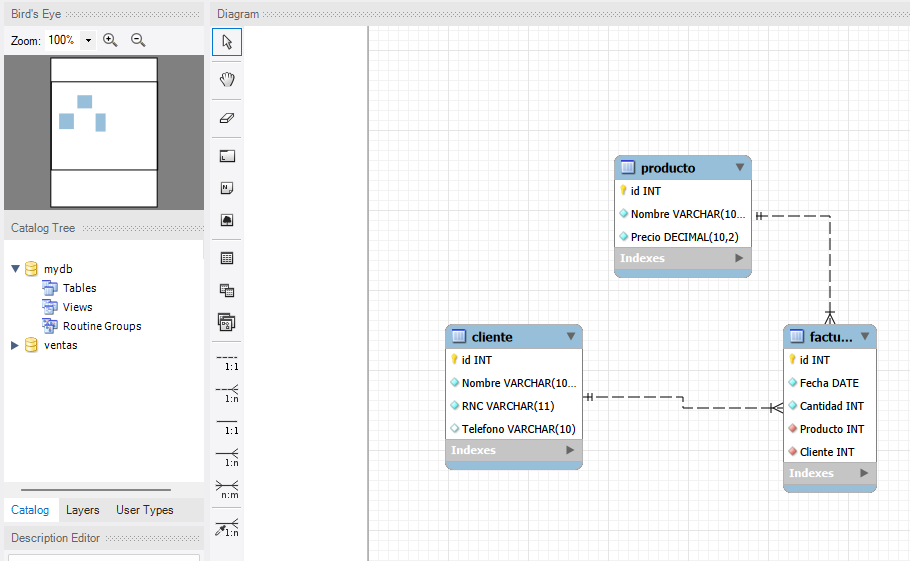 Bird's Eye
Zoom: 100%
Catalog Tree
mydb
Tables
Views
Routine Groups
ventas
Catalog Layers User Types
Description Editor
Diagram
1:1
1:n
1:1
1:n
n:m
1:n
producto
id INT
Nombre VARCHAR(10...
Precio DECIMAL(10,2)
Indexes
cliente
id INT
Nombre VARCHAR(10...
RNC VARCHAR(11)
Telefono VARCHAR(10)
Indexes
factu...
id INT
Fecha DATE
Cantidad INT
Producto INT
Cliente INT
Indexes